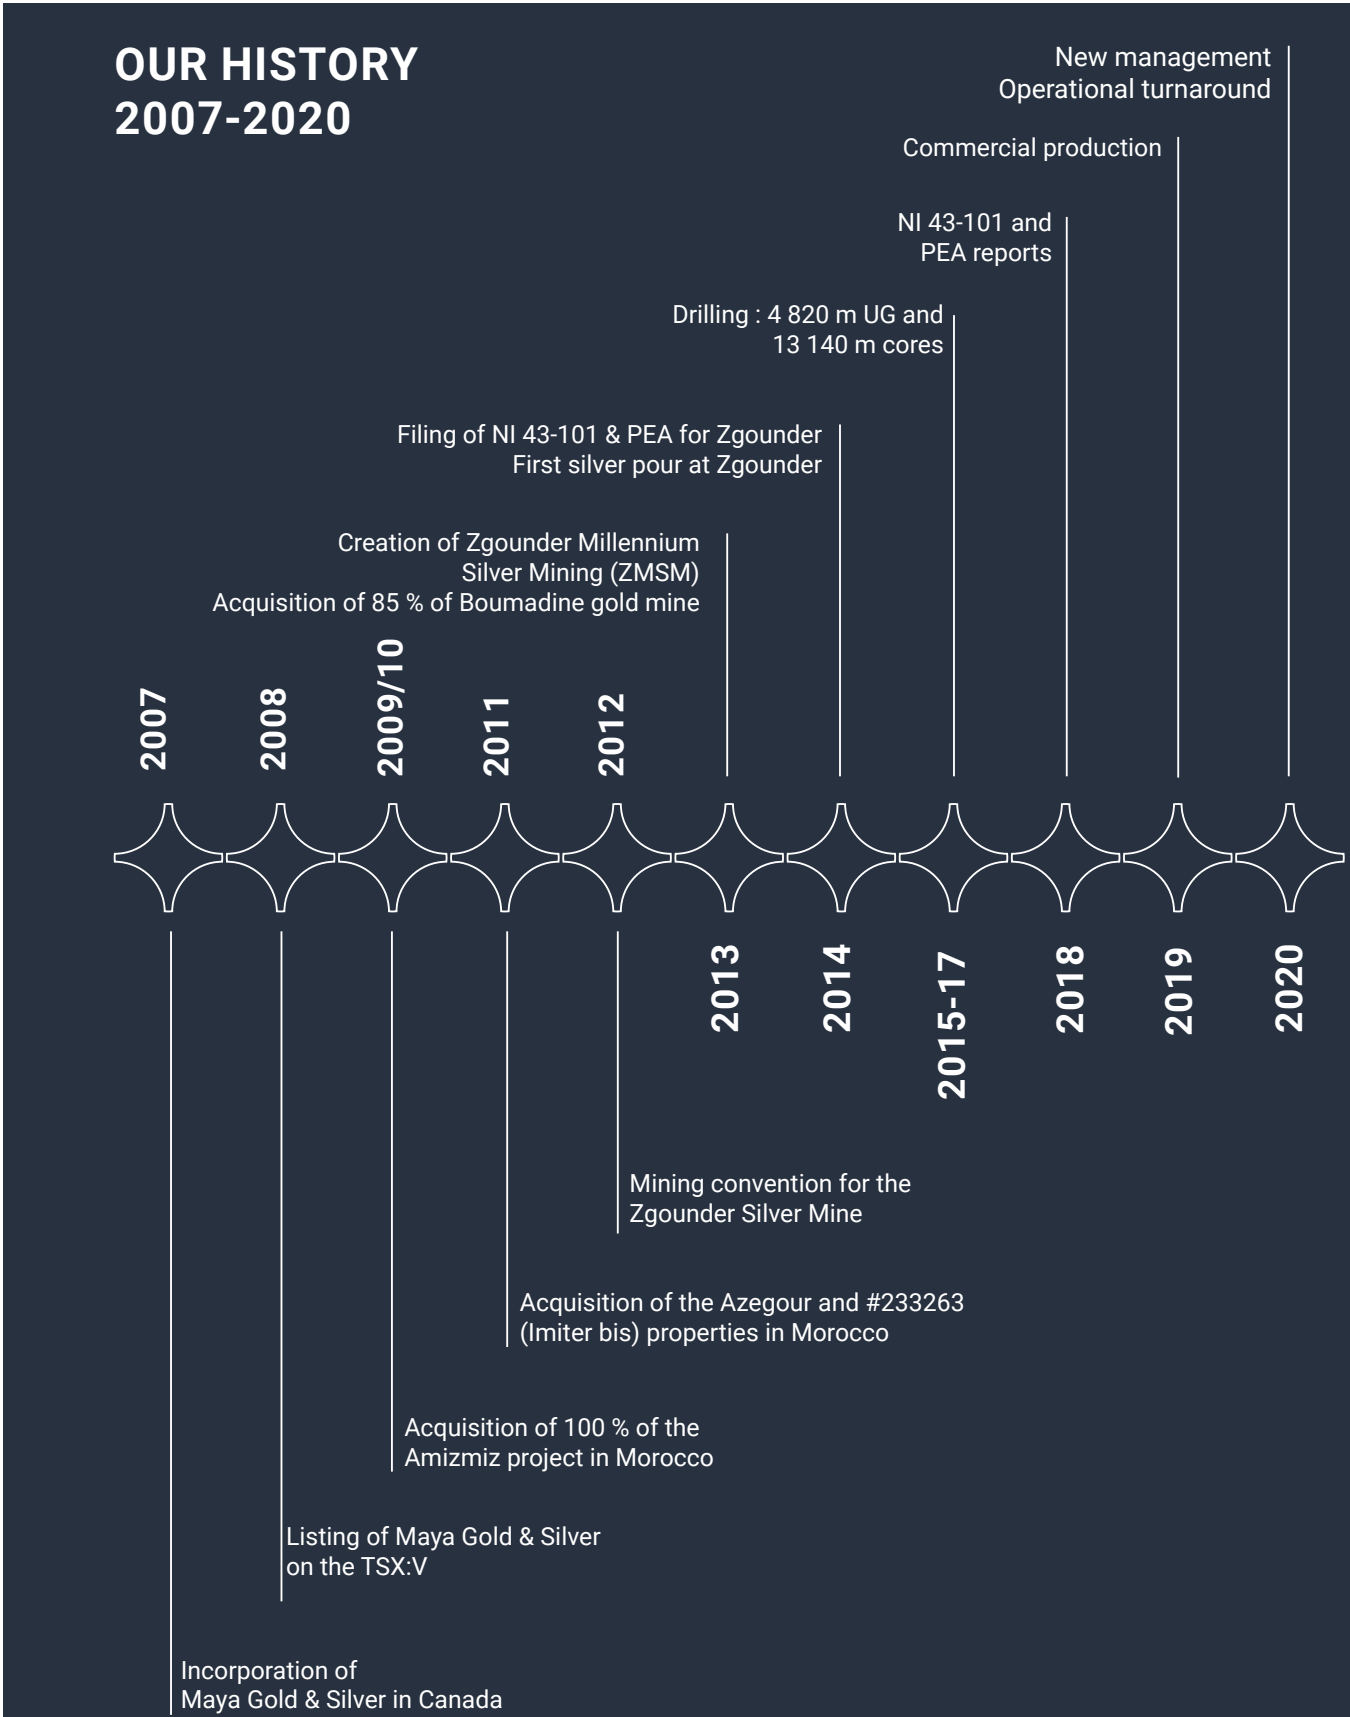 OUR HISTORY
2007-2020
New management
Operational turnaround
Commercial production
NI 43-101 and
PEA reports
Drilling : 4 820 m UG and
13 140 m cores
Filing of NI 43-101 & PEA for Zgounder
First silver pour at Zgounder
Creation of Zgounder Millennium
Silver Mining (ZMSM)
Acquisition of 85 % of Boumadine gold mine
2007
2008
2009/10
2011
2012
2013
2014
2015-17
2018
2019
2020
Mining convention for the
Zgounder Silver Mine
Acquisition of the Azegour and #233263
(Imiter bis) properties in Morocco
Acquisition of 100 % of the
Amizmiz project in Morocco
Listing of Maya Gold & Silver
on the TSX:V
Incorporation of
Maya Gold & Silver in Canada